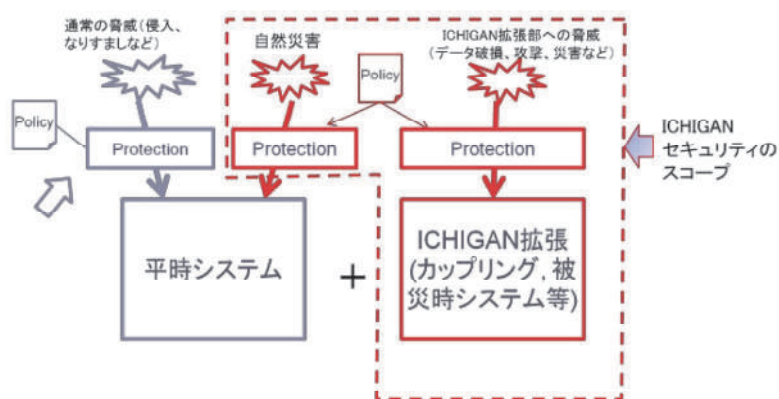 通常の脅威(侵入、
なりすましなど)
自然災害
ICHIGAN拡張部への脅威
(データ破損、攻撃、災害など)
Policy
Policy
Protection
Protection
Protection
ICHIGAN
セキュリティの
スコープ
平時システム
+
ICHIGAN拡張
(カップリング, 被
災時システム等)